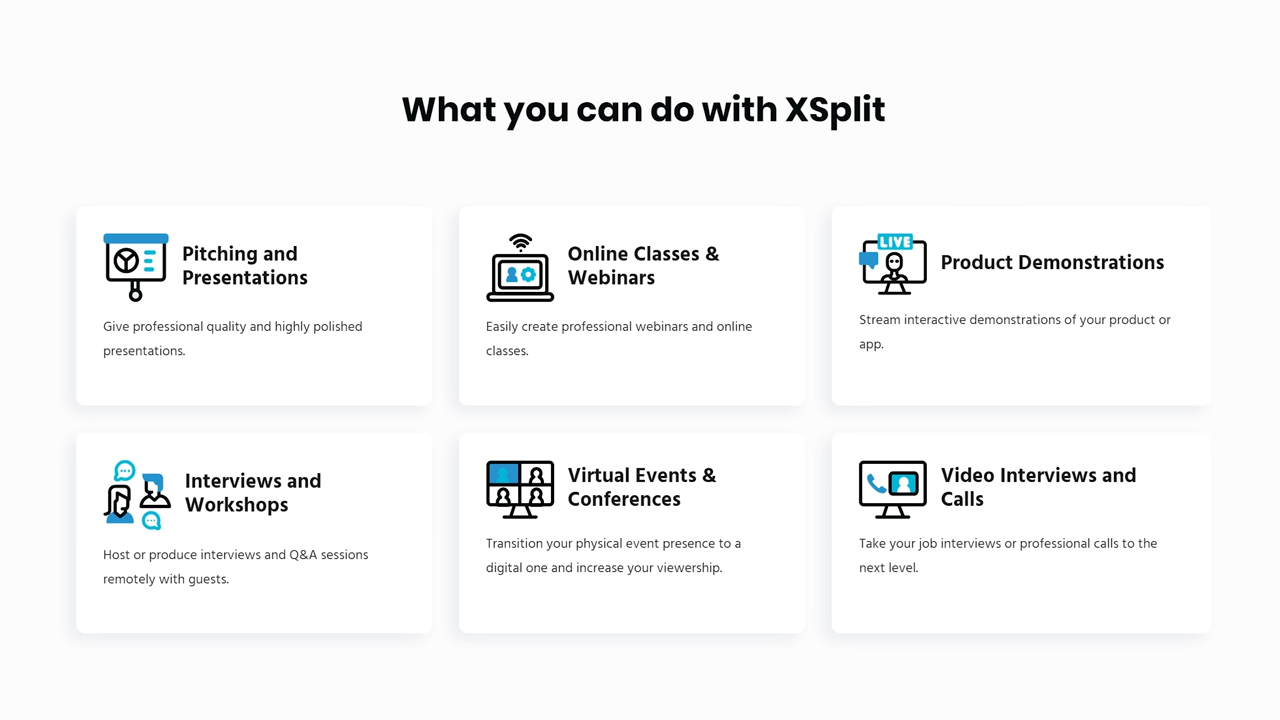 What you can do with XSplit
Pitching and
Presentations
Give professional quality and highly polished
presentations.
Online Classes &
Webinars
Easily create professional webinars and online
classes.
LIVE
Product Demonstrations
Stream interactive demonstrations of your product or
app.
Interviews and
Workshops
Host or produce interviews and Q&A sessions
remotely with guests.
Virtual Events &
Conferences
Transition your physical event presence to a
digital one and increase your viewership.
Video Interviews and
Calls
Take your job interviews or professional calls to the
next level.